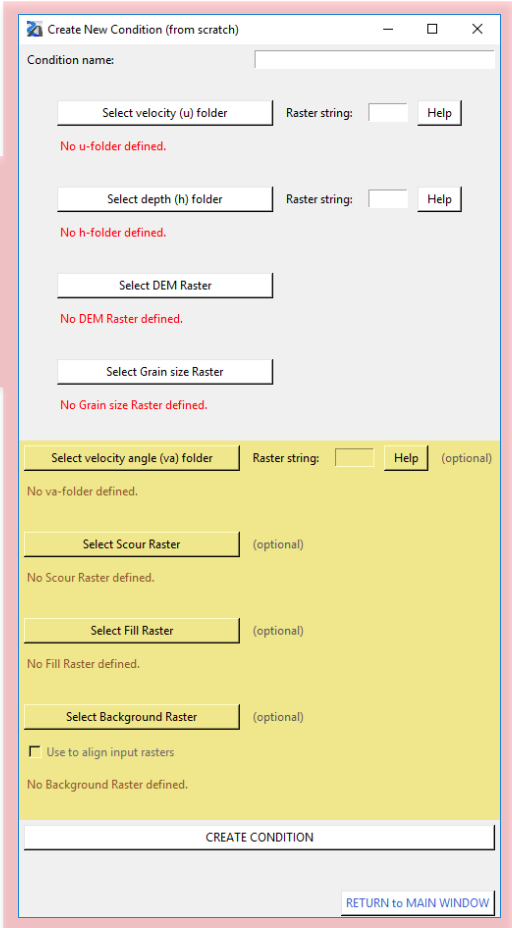 Create New Condition (from scratch)
Condition name:
Select velocity (u) folder Raster string: Help
No u-folder defined.
Select depth (h) folder Raster string: Help
No h-folder defined.
Select DEM Raster
No DEM Raster defined.
Select Grain size Raster
No Grain size Raster defined.
Select velocity angle (va) folder Raster string: Help (optional)
No va-folder defined.
Select Scour Raster (optional)
No Scour Raster defined.
Select Fill Raster (optional)
No Fill Raster defined.
Select Background Raster (optional)
Use to align input rasters
No Background Raster defined.
CREATE CONDITION
RETURN to MAIN WINDOW